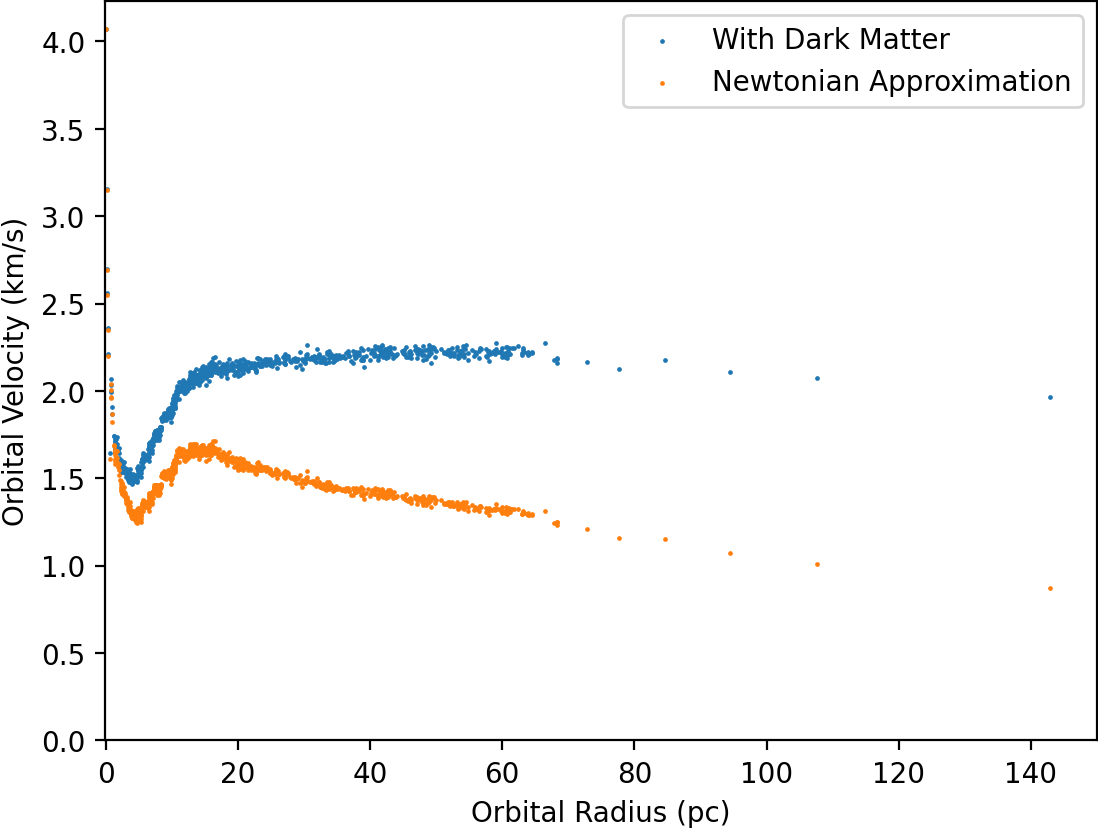 With Dark Matter
Newtonian Approximation
Orbital Velocity (km/s)
4.0
3.5
3.0
2.5
2.0
1.5
1.0
0.5
0.0
0 20 40 60 80 100 120 140
Orbital Radius (pc)